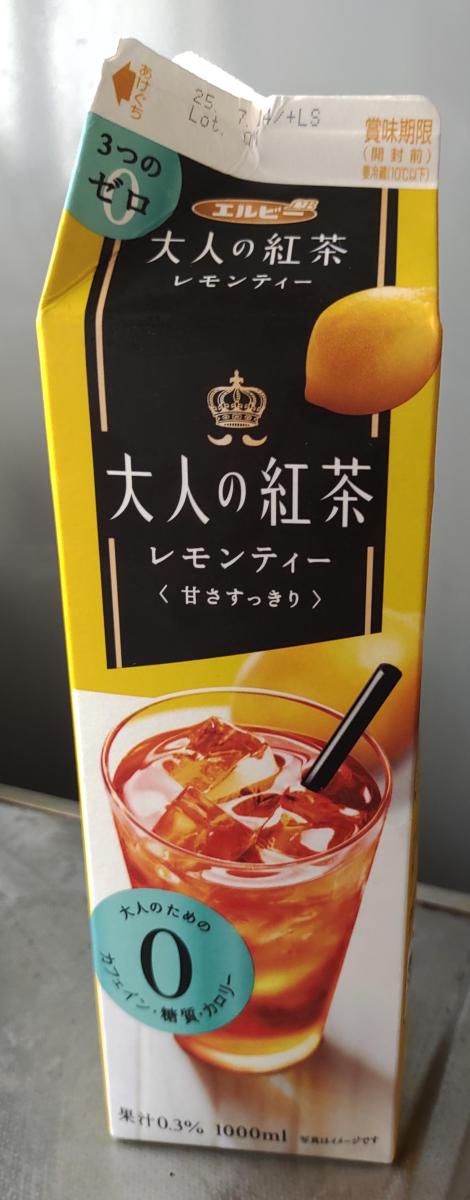 あけぐち
25. 7.14/+LS
Lot.
賞味期限
(開封前)
要冷蔵(10℃以下)
3つの
ゼロ
0
エルビー
大人の紅茶
レモンティー
大人の紅茶
レモンティー
〈 甘さすっきり 〉
大人のための
0
カフェイン・糖質・カロリー
果汁0.3% 1000ml 写真はイメージです